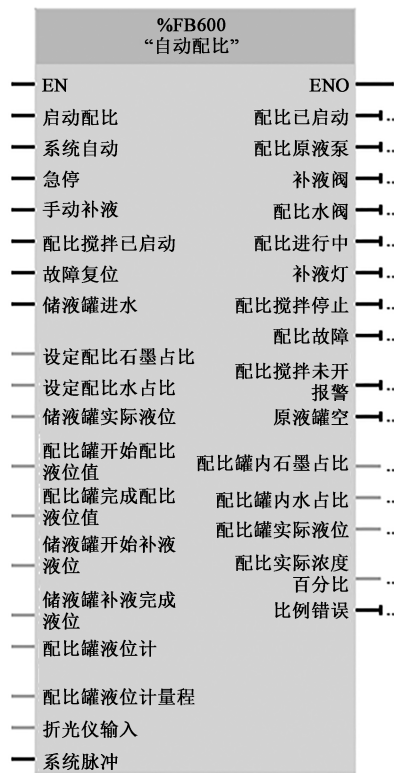 %FB600
“自动配比”
EN
ENO
启动配比
配比已启动
系统自动
配比原液泵
急停
补液阀
手动补液
配比水阀
配比搅拌已启动
配比进行中
故障复位
补液灯
储液罐进水
配比搅拌停止
配比故障
设定配比石墨占比
配比搅拌未开
报警
设定配比水占比
储液罐实际液位
原液罐空
配比罐开始配比
液位值
配比罐内石墨占比
配比罐完成配比
液位值
配比罐内水占比
配比罐实际液位
储液罐开始补液
液位
配比实际浓度
百分比
储液罐补液完成
液位
比例错误
配比罐液位计
配比罐液位计量程
折光仪输入
系统脉冲